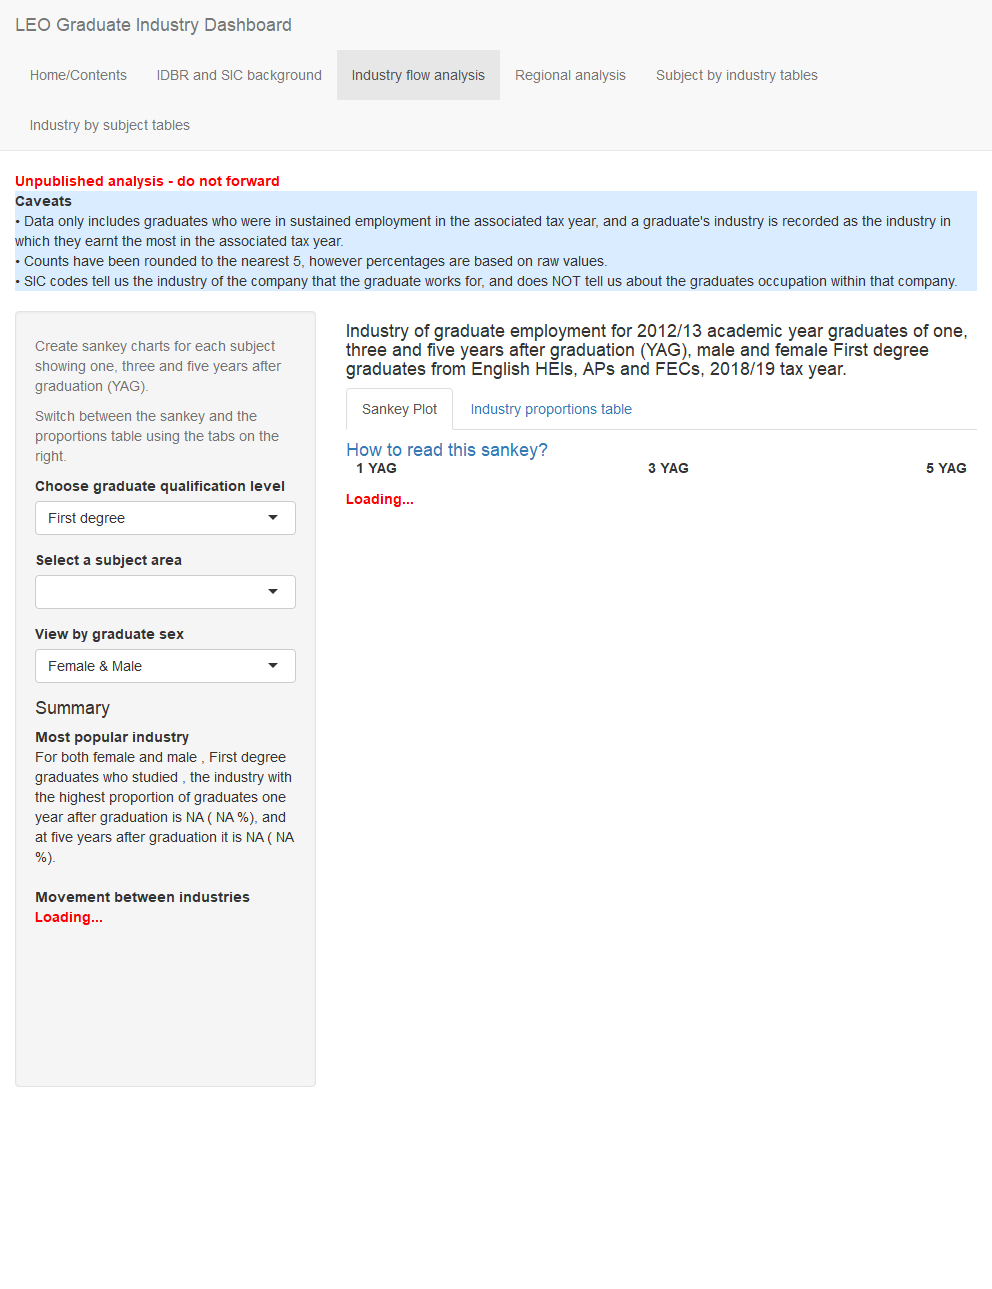 LEO Graduate Industry Dashboard
Home/Contents IDBR and SIC background Industry flow analysis Regional analysis Subject by industry tables
Industry by subject tables
Unpublished analysis - do not forward
Caveats
• Data only includes graduates who were in sustained employment in the associated tax year, and a graduate's industry is recorded as the industry in
which they earnt the most in the associated tax year.
• Counts have been rounded to the nearest 5, however percentages are based on raw values.
• SIC codes tell us the industry of the company that the graduate works for, and does NOT tell us about the graduates occupation within that company.
Create sankey charts for each subject
showing one, three and five years after
graduation (YAG).
Switch between the sankey and the
proportions table using the tabs on the
right.
Choose graduate qualification level
First degree
Select a subject area
View by graduate sex
Female & Male
Summary
Most popular industry
For both female and male , First degree
graduates who studied , the industry with
the highest proportion of graduates one
year after graduation is NA ( NA %), and
at five years after graduation it is NA ( NA
%).
Movement between industries
Loading...
Industry of graduate employment for 2012/13 academic year graduates of one,
three and five years after graduation (YAG), male and female First degree
graduates from English HEIs, APs and FECs, 2018/19 tax year.
Sankey Plot Industry proportions table
How to read this sankey?
1 YAG 3 YAG 5 YAG
Loading...